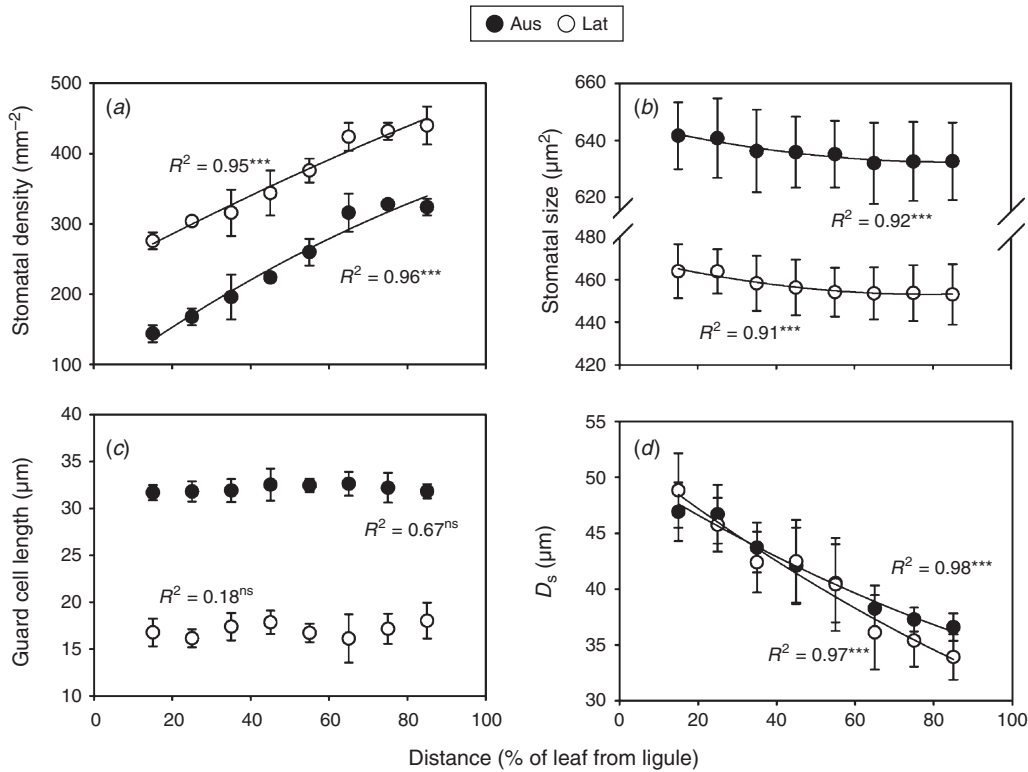 Aus Lat
(a)
Stomatal density (mm−2)
500
400
300
200
100
R2 = 0.95***
R2 = 0.96***
(b)
Stomatal size (µm2)
660
640
620
480
460
440
420
R2 = 0.92***
R2 = 0.91***
(c)
Guard cell length (µm)
40
35
30
25
20
15
10
R2 = 0.67ns
R2 = 0.18ns
0 20 40 60 80 100
(d)
Ds (µm)
55
50
45
40
35
30
R2 = 0.98***
R2 = 0.97***
0 20 40 60 80 100
Distance (% of leaf from ligule)